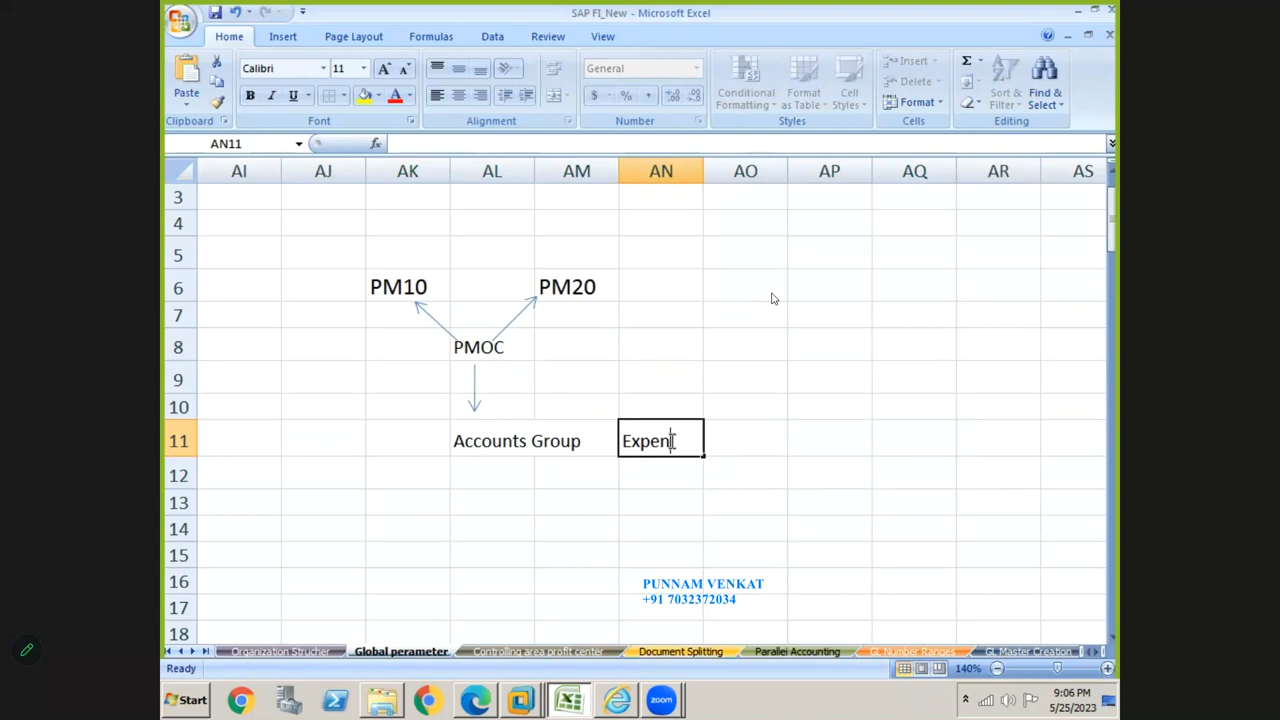 SAP FI_New - Microsoft Excel
Home Insert Page Layout Formulas Data Review View
Calibri 11 General
Paste B I U $ % , Conditional Formatting Format as Table Cell Styles Insert Delete Format Σ Sort & Filter Find & Select
Clipboard Font Alignment Number Styles Cells Editing
AN11 fx
AI AJ AK AL AM AN AO AP AQ AR AS
3
4
5
6 PM10 PM20
7
8 PMOC
9
10
11 Accounts Group Expen
12
13
14
15
16 PUNNAM VENKAT
17 +91 7032372034
18
Organization Strucher Global perameter Controlling area profit center Document Splitting Parallel Accounting GL Number Ranges GL Master Creation
Ready 140%
Start zoom 9:06 PM
5/25/2023